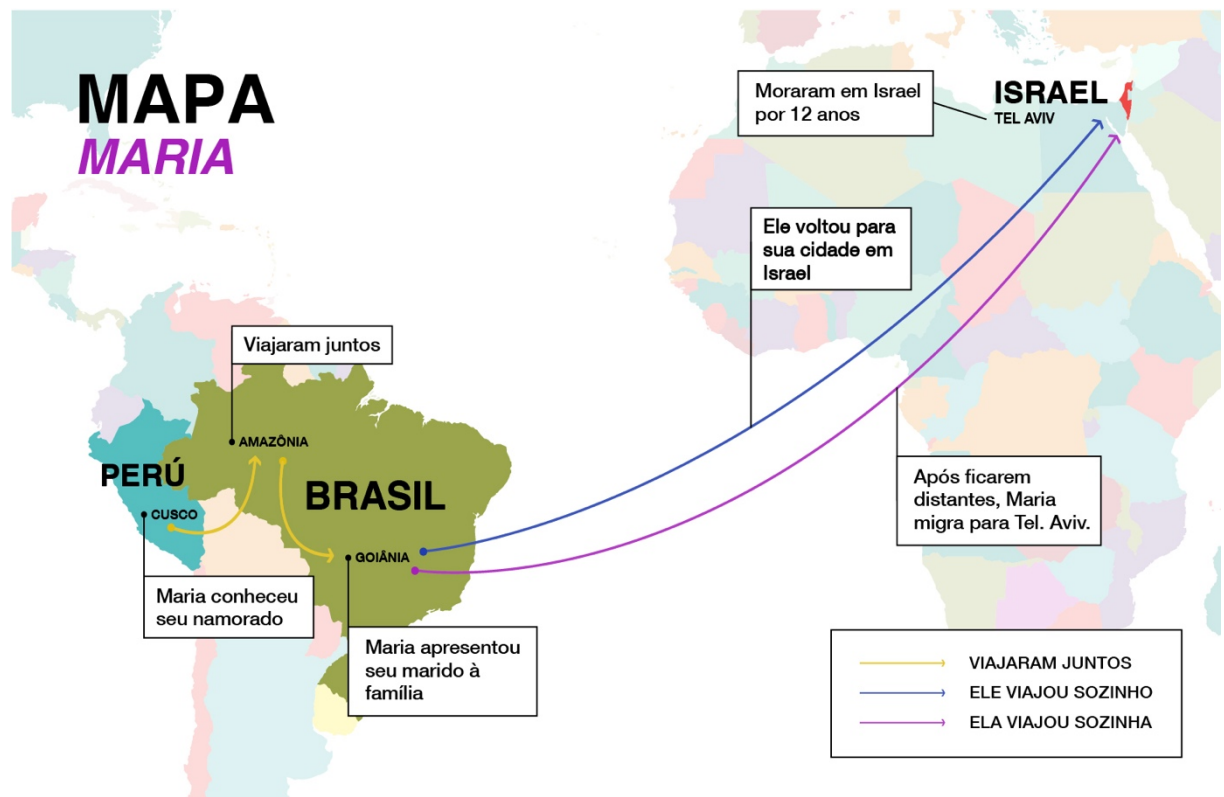 MAPA
MARIA
Moraram em Israel
por 12 anos
ISRAEL
TEL AVIV
Ele voltou para
sua cidade em
Israel
Viajaram juntos
AMAZÔNIA
PERÚ
BRASIL
CUSCO
GOIÂNIA
Maria conheceu
seu namorado
Maria apresentou
seu marido à
família
Após ficarem
distantes, Maria
migra para Tel. Aviv.
VIAJARAM JUNTOS
ELE VIAJOU SOZINHO
ELA VIAJOU SOZINHA